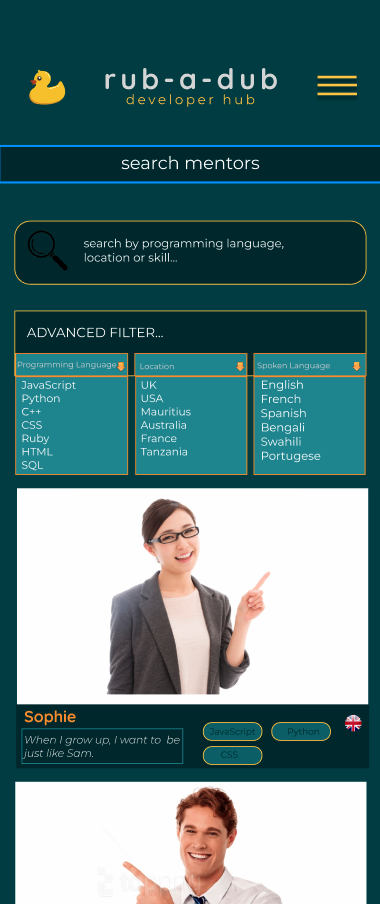 rub-a-dub
developer hub
search mentors
search by programming language,
location or skill...
ADVANCED FILTER...
Programming Language
Location
Spoken Language
JavaScript
Python
C++
CSS
Ruby
HTML
SQL
UK
USA
Mauritius
Australia
France
Tanzania
English
French
Spanish
Bengali
Swahili
Portugese
Sophie
When I grow up, I want to be
just like Sam.
JavaScript
Python
CSS